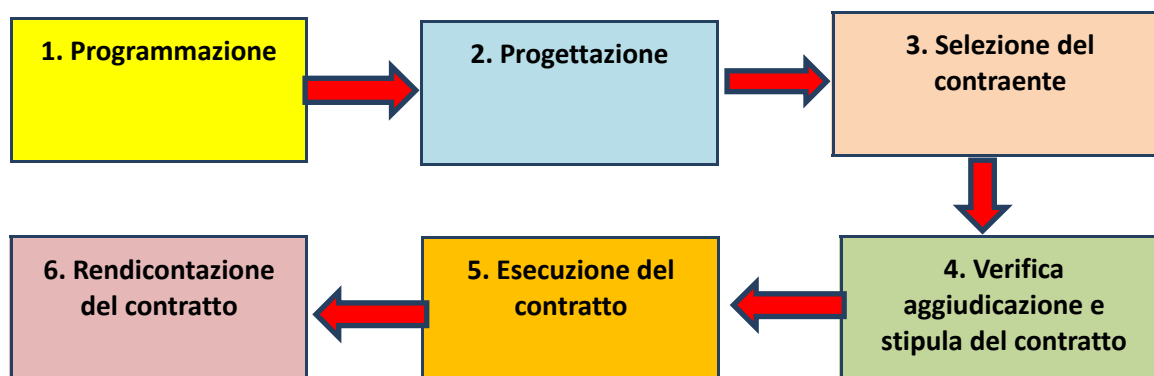 1. Programmazione
2. Progettazione
3. Selezione del
contraente
4. Verifica
aggiudicazione e
stipula del contratto
5. Esecuzione del
contratto
6. Rendicontazione
del contratto